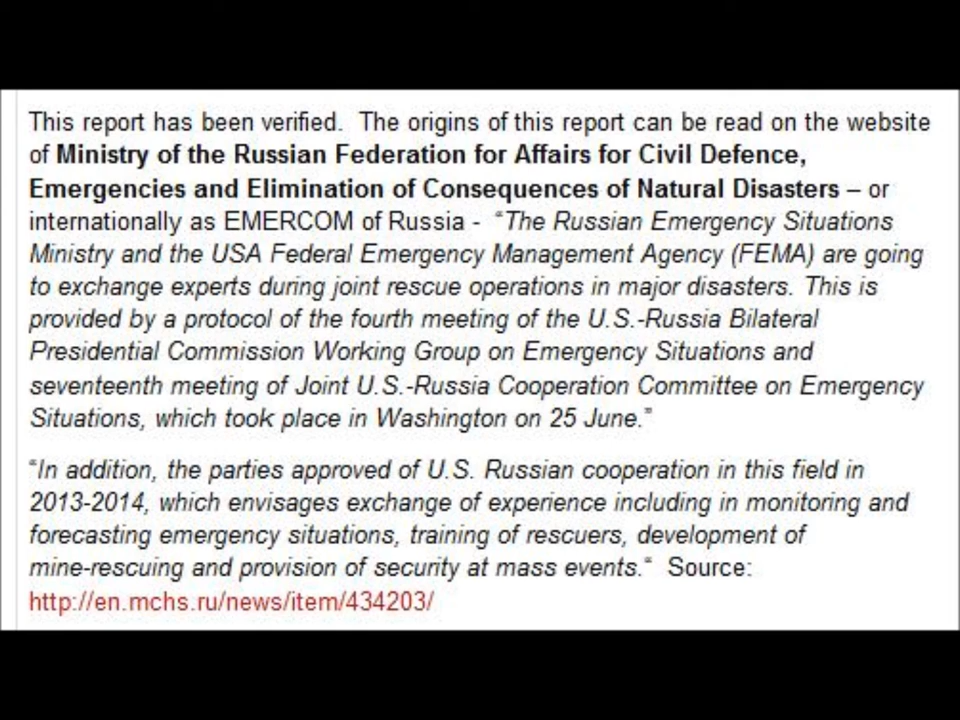 This report has been verified.  The origins of this report can be read on the website
of Ministry of the Russian Federation for Affairs for Civil Defence,
Emergencies and Elimination of Consequences of Natural Disasters – or
internationally as EMERCOM of Russia -  “The Russian Emergency Situations
Ministry and the USA Federal Emergency Management Agency (FEMA) are going
to exchange experts during joint rescue operations in major disasters. This is
provided by a protocol of the fourth meeting of the U.S.-Russia Bilateral
Presidential Commission Working Group on Emergency Situations and
seventeenth meeting of Joint U.S.-Russia Cooperation Committee on Emergency
Situations, which took place in Washington on 25 June.”
“In addition, the parties approved of U.S. Russian cooperation in this field in
2013-2014, which envisages exchange of experience including in monitoring and
forecasting emergency situations, training of rescuers, development of
mine-rescuing and provision of security at mass events.“  Source:
http://en.mchs.ru/news/item/434203/